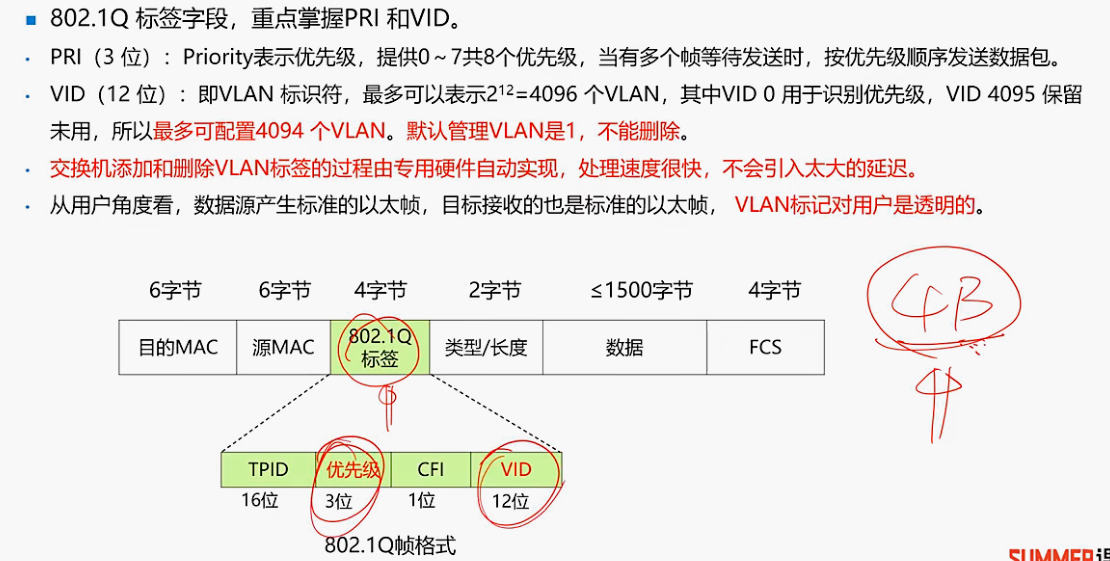 802.1Q 标签字段，重点掌握PRI 和VID。
PRI（3 位）：Priority表示优先级，提供0～7共8个优先级，当有多个帧等待发送时，按优先级顺序发送数据包。
VID（12 位）：即VLAN 标识符，最多可以表示2¹²=4096 个VLAN，其中VID 0 用于识别优先级，VID 4095 保留
未用，所以最多可配置4094 个VLAN。默认管理VLAN是1，不能删除。
交换机添加和删除VLAN标签的过程由专用硬件自动实现，处理速度很快，不会引入太大的延迟。
从用户角度看，数据源产生标准的以太帧，目标接收的也是标准的以太帧， VLAN标记对用户是透明的。
6字节 6字节 4字节 2字节 ≤1500字节 4字节
目的MAC 源MAC 802.1Q 类型/长度 数据 FCS
标签
4B
TPID 优先级 CFI VID
16位 3位 1位 12位
802.1Q帧格式
SUMMER课